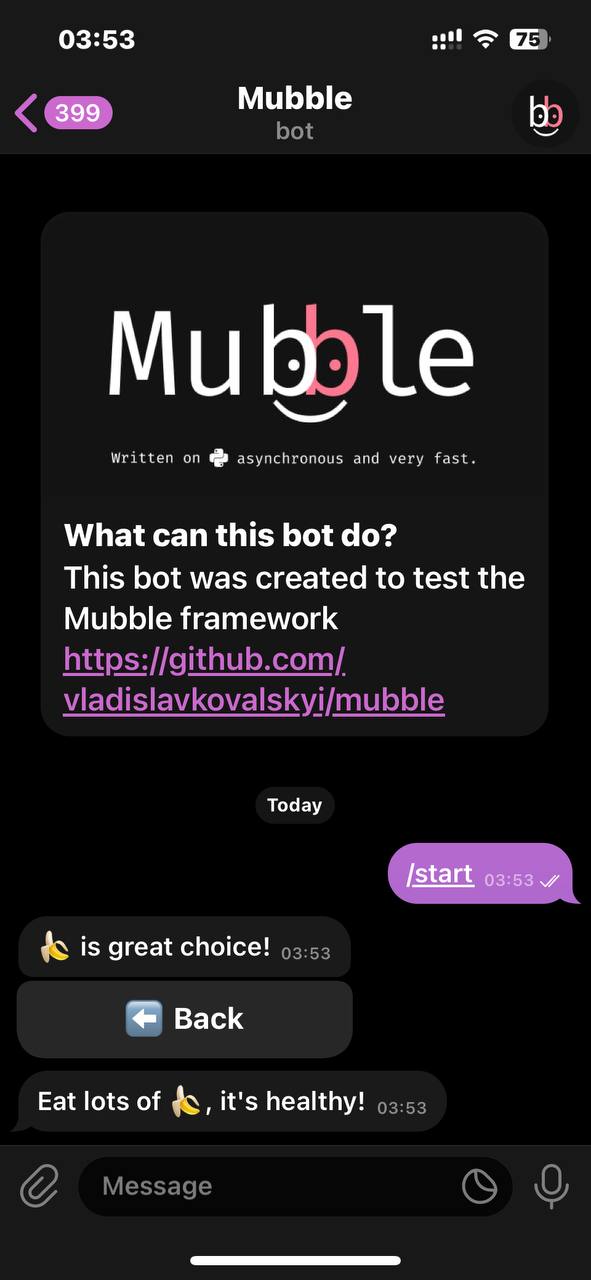 03:53
75
399
Mubble
bot
bb
Mubble
Written on asynchronous and very fast.
What can this bot do?
This bot was created to test the
Mubble framework
https://github.com/
vladislavkovalskyi/mubble
Today
/start 03:53
🍌 is great choice! 03:53
⬅️ Back
Eat lots of 🍌, it's healthy! 03:53
Message